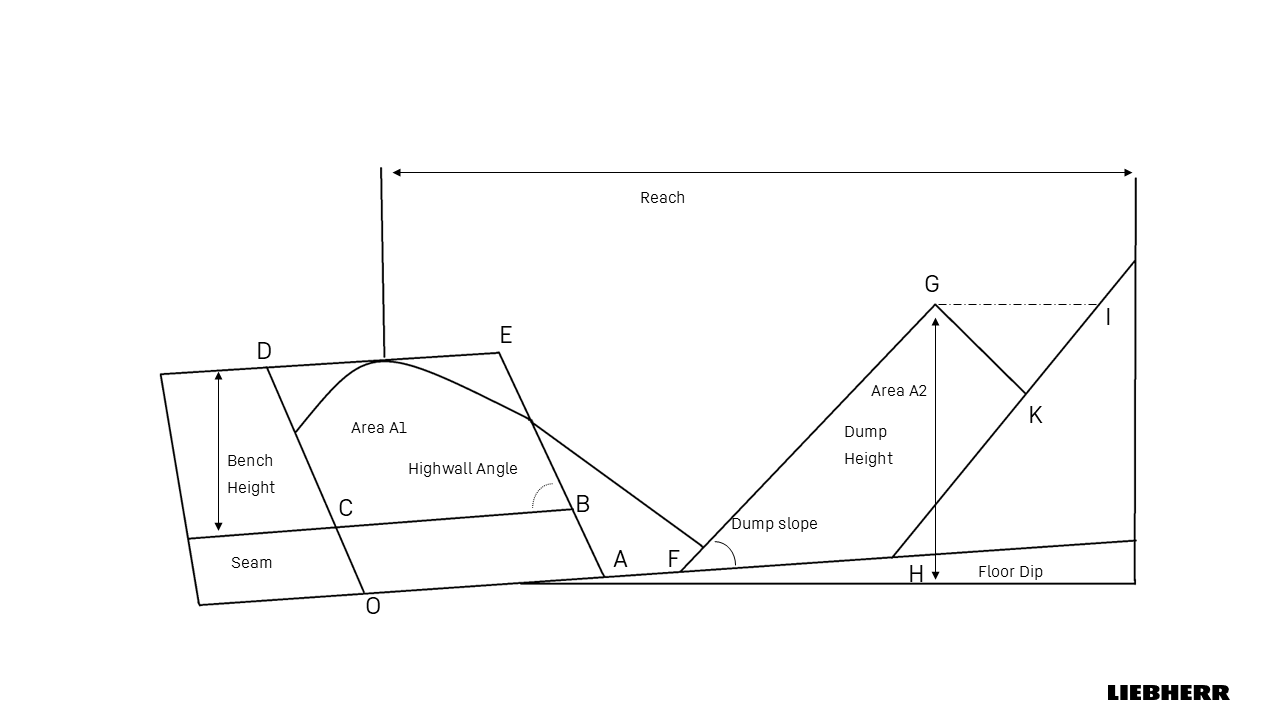 Reach
G
I
D
E
Area A2
K
Area A1
Dump
Height
Bench
Height
Highwall Angle
C
B
Dump slope
Seam
A
F
H
Floor Dip
O
LIEBHERR